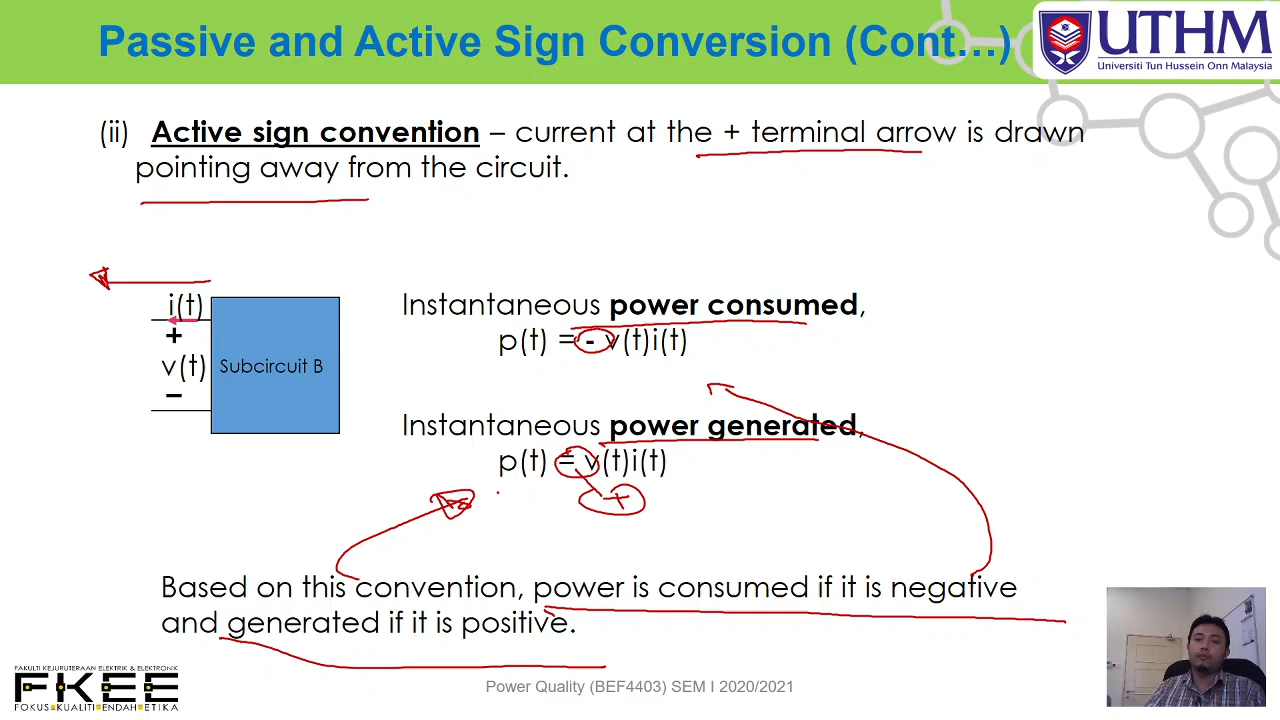 Passive and Active Sign Conversion (Cont…)
UTHM
Universiti Tun Hussein Onn Malaysia
(ii) Active sign convention – current at the + terminal arrow is drawn
pointing away from the circuit.
i(t)
+
v(t)
–
Subcircuit B
Instantaneous power consumed,
p(t) = - v(t)i(t)
Instantaneous power generated,
p(t) = v(t)i(t)
+
Based on this convention, power is consumed if it is negative
and generated if it is positive.
FAKULTI KEJURUTERAAN ELEKTRIK & ELEKTRONIK
FKEE
FOKUS KUALITI ENDAH ETIKA
Power Quality (BEF4403) SEM I 2020/2021